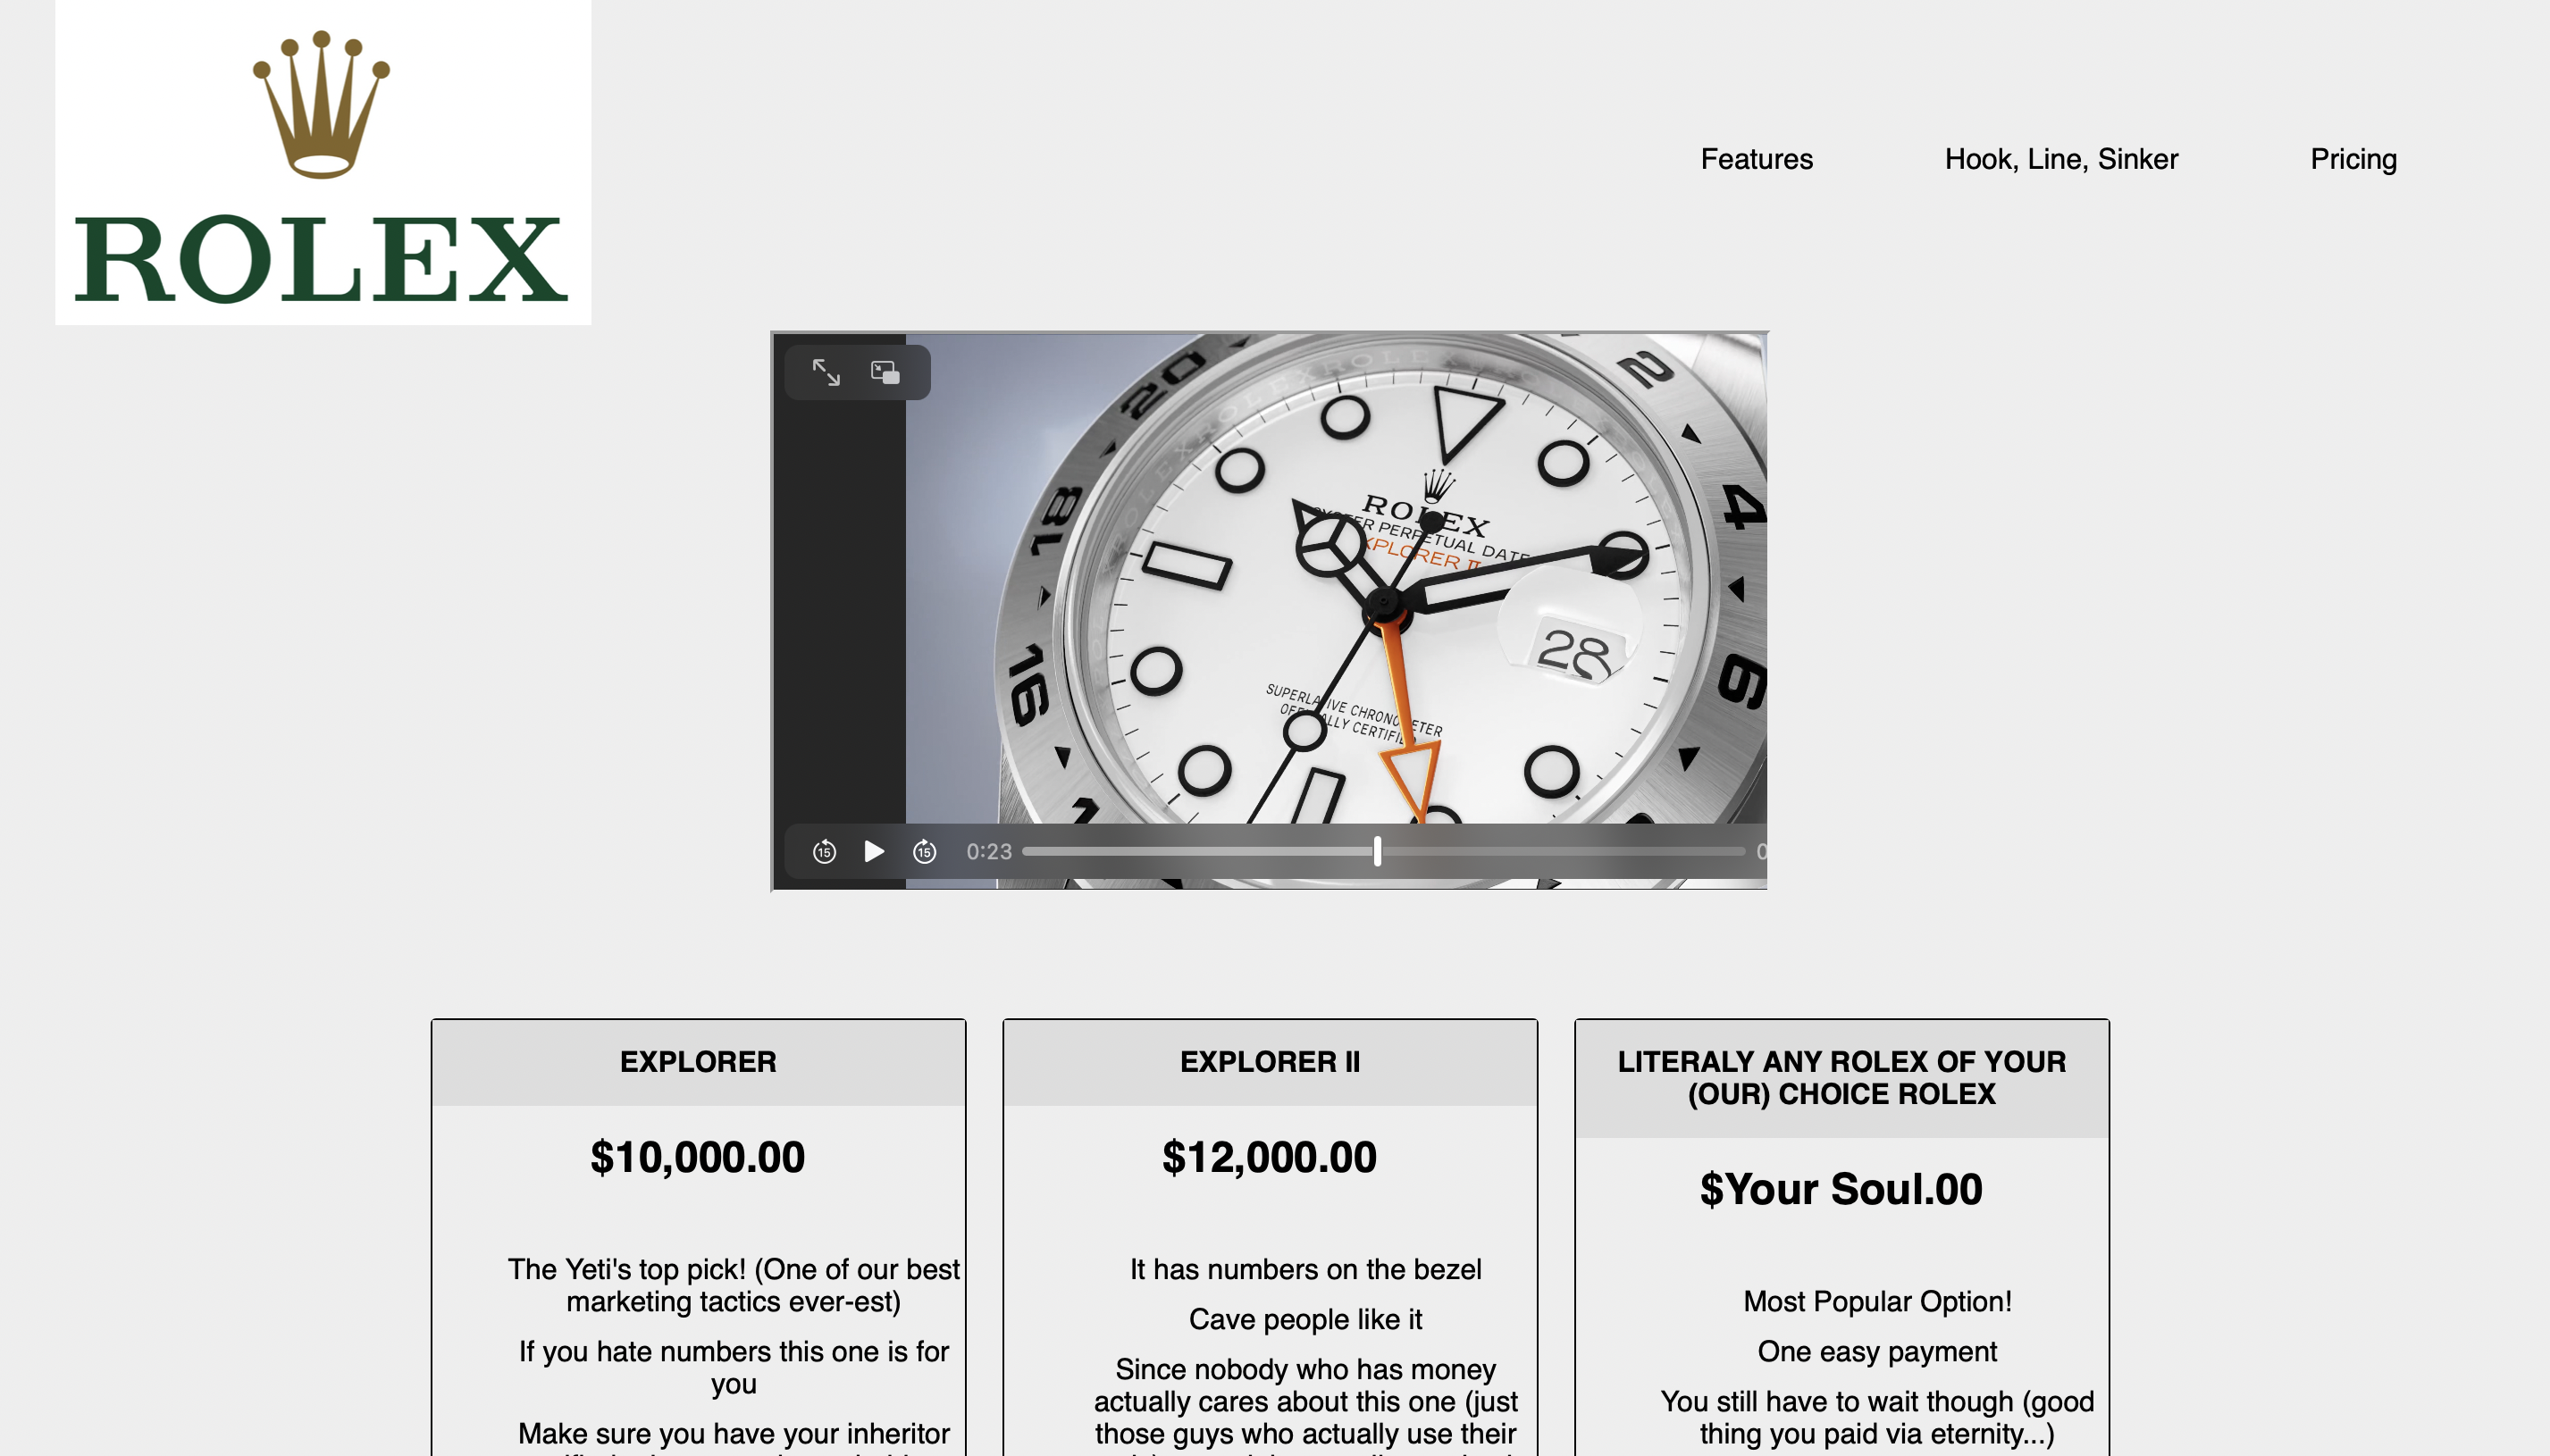 ROLEX
Features
Hook, Line, Sinker
Pricing
20
2
18
4
16
6
ROLEX
PERPETUAL DATE
EXPLORER II
28
SUPERLATIVE CHRONOMETER
OFFICIALLY CERTIFIED
15
15
0:23
EXPLORER
$10,000.00
The Yeti's top pick! (One of our best
marketing tactics ever-est)
If you hate numbers this one is for
you
Make sure you have your inheritor
EXPLORER II
$12,000.00
It has numbers on the bezel
Cave people like it
Since nobody who has money
actually cares about this one (just
those guys who actually use their
LITERALY ANY ROLEX OF YOUR
(OUR) CHOICE ROLEX
$Your Soul.00
Most Popular Option!
One easy payment
You still have to wait though (good
thing you paid via eternity...)